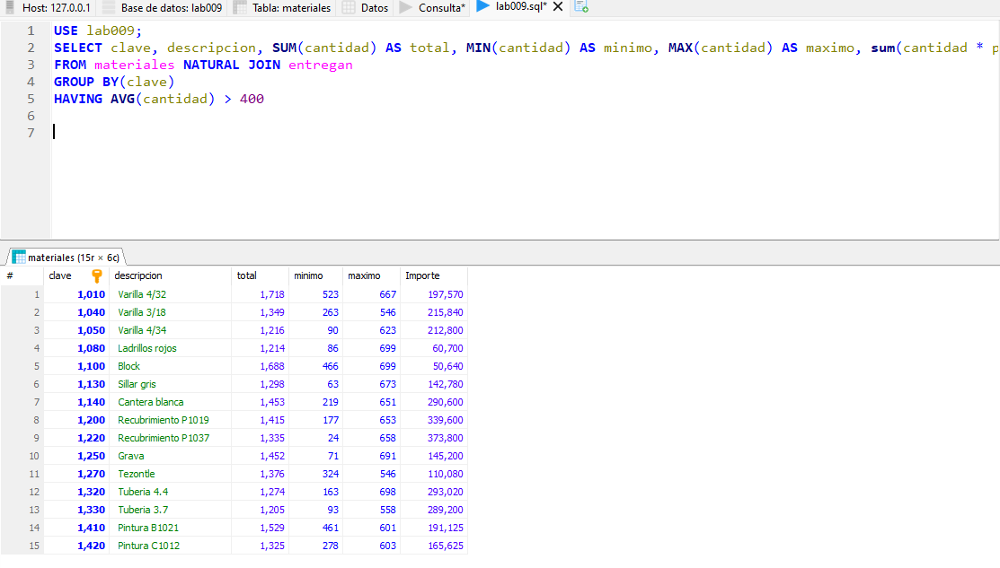 Host: 127.0.0.1 Base de datos: lab009 Tabla: materiales Datos Consulta* lab009.sql*
1 USE lab009;
2 SELECT clave, descripcion, SUM(cantidad) AS total, MIN(cantidad) AS minimo, MAX(cantidad) AS maximo, sum(cantidad * p
3 FROM materiales NATURAL JOIN entregan
4 GROUP BY(clave)
5 HAVING AVG(cantidad) > 400
6
7
materiales (15r × 6c)
# clave descripcion total minimo maximo Importe
1 1,010 Varilla 4/32 1,718 523 667 197,570
2 1,040 Varilla 3/18 1,349 263 546 215,840
3 1,050 Varilla 4/34 1,216 90 623 212,800
4 1,080 Ladrillos rojos 1,214 86 699 60,700
5 1,100 Block 1,688 466 699 50,640
6 1,130 Sillar gris 1,298 63 673 142,780
7 1,140 Cantera blanca 1,453 219 651 290,600
8 1,200 Recubrimiento P1019 1,415 177 653 339,600
9 1,220 Recubrimiento P1037 1,335 24 658 373,800
10 1,250 Grava 1,452 71 691 145,200
11 1,270 Tezontle 1,376 324 546 110,080
12 1,320 Tuberia 4.4 1,274 163 698 293,020
13 1,330 Tuberia 3.7 1,205 93 558 289,200
14 1,410 Pintura B1021 1,529 461 601 191,125
15 1,420 Pintura C1012 1,325 278 603 165,625